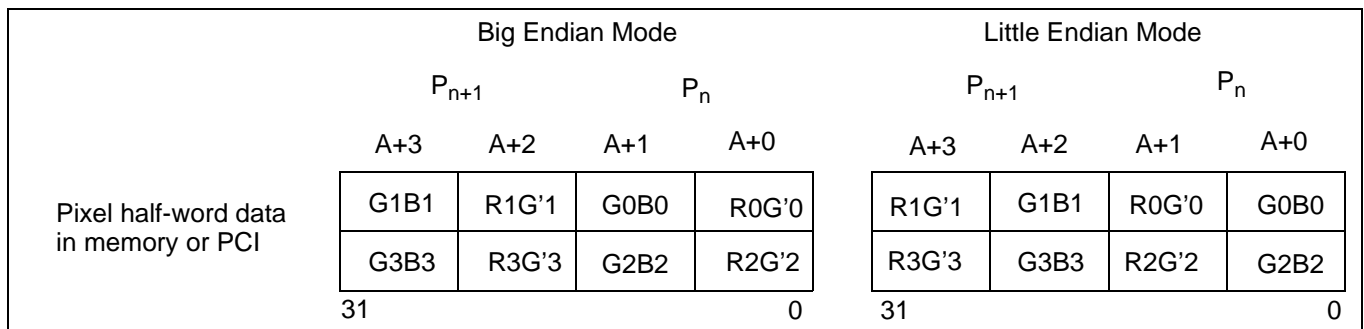 Big Endian Mode Little Endian Mode
Pn+1 Pn Pn+1 Pn
A+3 A+2 A+1 A+0 A+3 A+2 A+1 A+0
G1B1 R1G'1 G0B0 R0G'0 R1G'1 G1B1 R0G'0 G0B0
Pixel half-word data
in memory or PCI
G3B3 R3G'3 G2B2 R2G'2 R3G'3 G3B3 R2G'2 G2B2
31 0 31 0